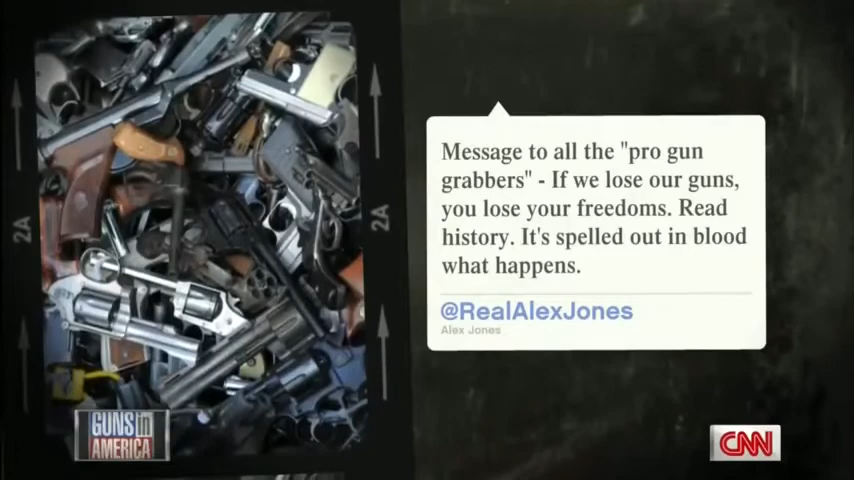 2A
2A
Message to all the "pro gun
grabbers" - If we lose our guns,
you lose your freedoms. Read
history. It's spelled out in blood
what happens.
@RealAlexJones
Alex Jones
GUNS in
AMERICA
CNN